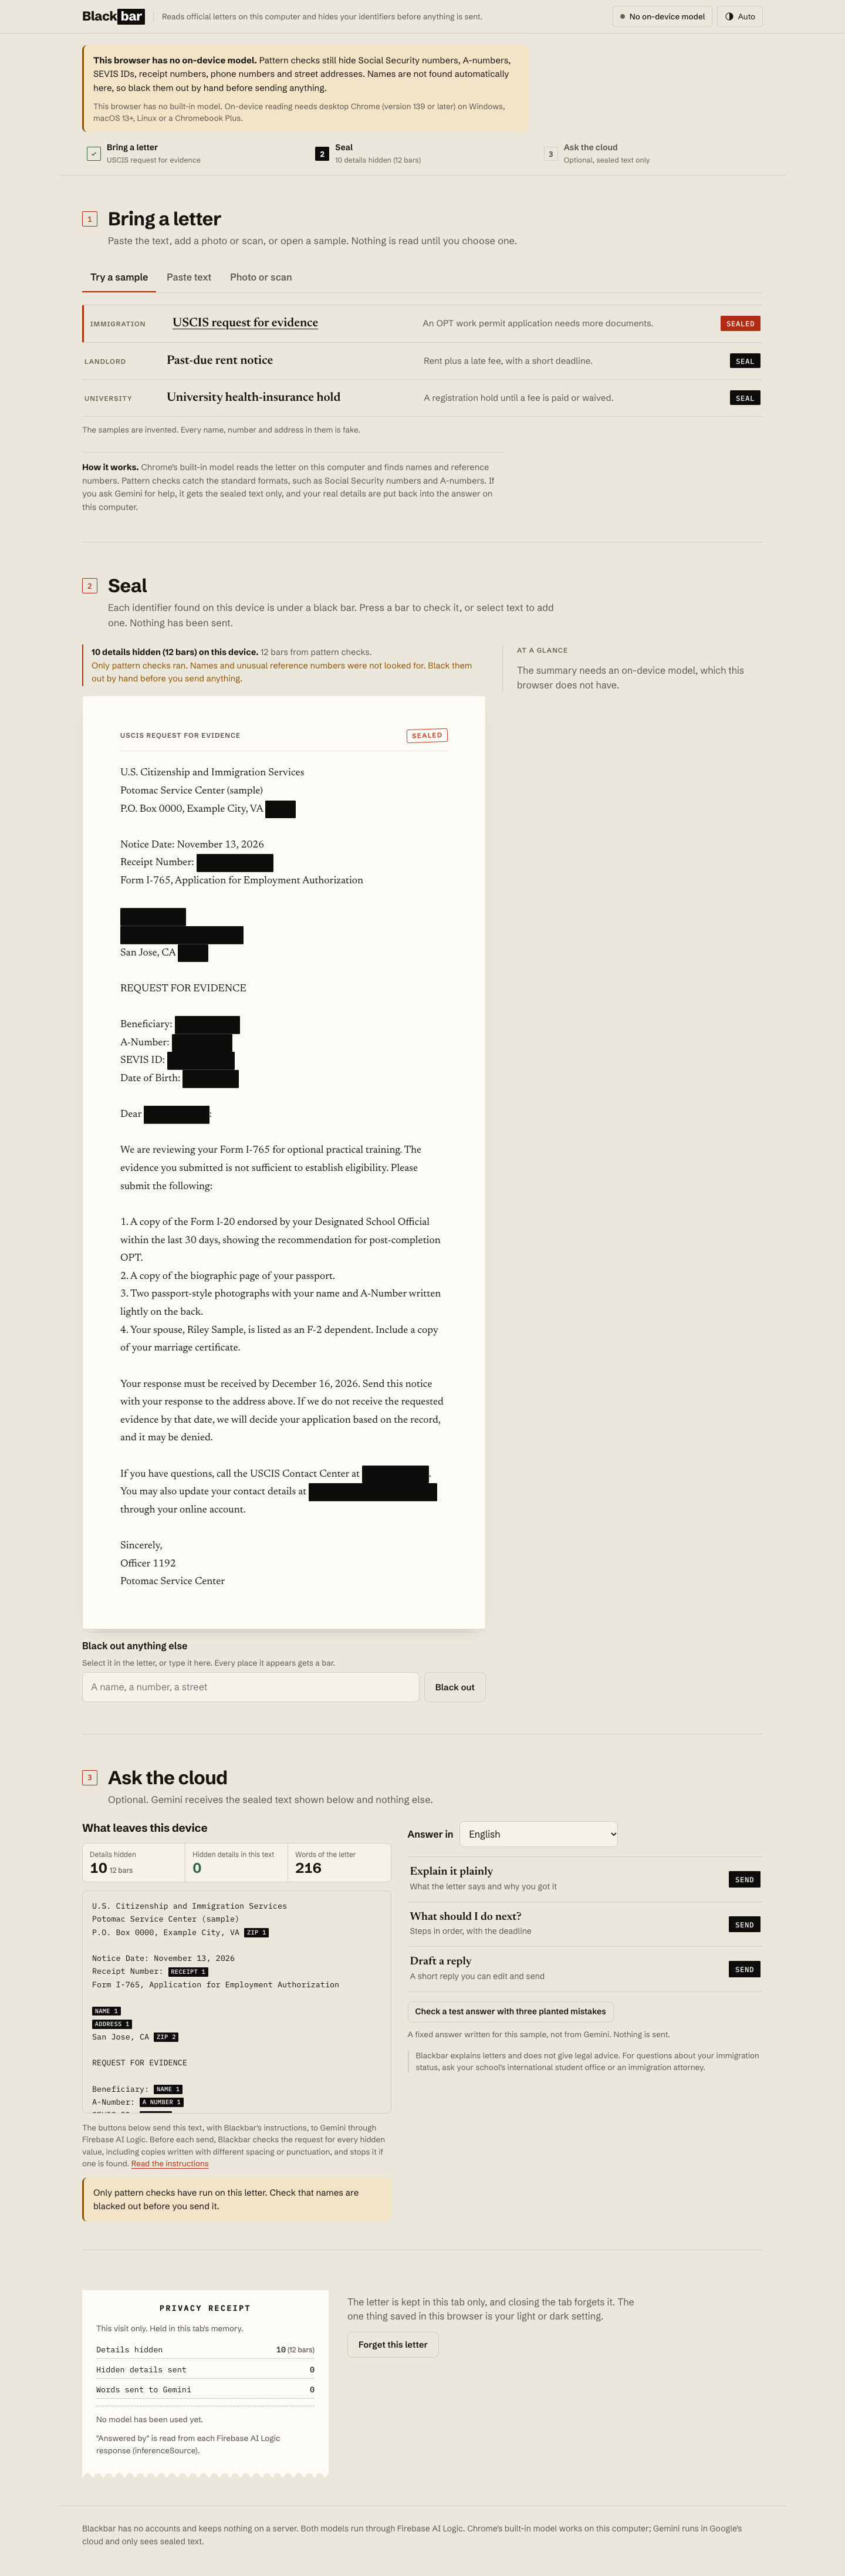 Blackbar
Reads official letters on this computer and hides your identifiers before anything is sent.
No on-device model
Auto
This browser has no on-device model. Pattern checks still hide Social Security numbers, A-numbers,
SEVIS IDs, receipt numbers, phone numbers and street addresses. Names are not found automatically
here, so black them out by hand before sending anything.
This browser has no built-in model. On-device reading needs desktop Chrome (version 139 or later) on Windows,
macOS 13+, Linux or a Chromebook Plus.
Bring a letter
USCIS request for evidence
2
Seal
10 details hidden (12 bars)
3
Ask the cloud
Optional, sealed text only
1
Bring a letter
Paste the text, add a photo or scan, or open a sample. Nothing is read until you choose one.
Try a sample
Paste text
Photo or scan
IMMIGRATION
USCIS request for evidence
An OPT work permit application needs more documents.
SEALED
LANDLORD
Past-due rent notice
Rent plus a late fee, with a short deadline.
SEAL
UNIVERSITY
University health-insurance hold
A registration hold until a fee is paid or waived.
SEAL
The samples are invented. Every name, number and address in them is fake.
How it works. Chrome's built-in model reads the letter on this computer and finds names and reference
numbers. Pattern checks catch the standard formats, such as Social Security numbers and A-numbers. If
you ask Gemini for help, it gets the sealed text only, and your real details are put back into the answer on
this computer.
2
Seal
Each identifier found on this device is under a black bar. Press a bar to check it, or select text to add
one. Nothing has been sent.
10 details hidden (12 bars) on this device. 12 bars from pattern checks.
Only pattern checks ran. Names and unusual reference numbers were not looked for. Black them
out by hand before you send anything.
AT A GLANCE
The summary needs an on-device model, which this
browser does not have.
USCIS REQUEST FOR EVIDENCE
SEALED
U.S. Citizenship and Immigration Services
Potomac Service Center (sample)
P.O. Box 0000, Example City, VA
Notice Date: November 13, 2026
Receipt Number:
Form I-765, Application for Employment Authorization
San Jose, CA
REQUEST FOR EVIDENCE
Beneficiary:
A-Number:
SEVIS ID:
Date of Birth:
Dear :
We are reviewing your Form I-765 for optional practical training. The
evidence you submitted is not sufficient to establish eligibility. Please
submit the following:
1. A copy of the Form I-20 endorsed by your Designated School Official
within the last 30 days, showing the recommendation for post-completion
OPT.
2. A copy of the biographic page of your passport.
3. Two passport-style photographs with your name and A-Number written
lightly on the back.
4. Your spouse, Riley Sample, is listed as an F-2 dependent. Include a copy
of your marriage certificate.
Your response must be received by December 16, 2026. Send this notice
with your response to the address above. If we do not receive the requested
evidence by that date, we will decide your application based on the record,
and it may be denied.
If you have questions, call the USCIS Contact Center at .
You may also update your contact details at
through your online account.
Sincerely,
Officer 1192
Potomac Service Center
Black out anything else
Select it in the letter, or type it here. Every place it appears gets a bar.
A name, a number, a street
Black out
3
Ask the cloud
Optional. Gemini receives the sealed text shown below and nothing else.
What leaves this device
Details hidden
10 12 bars
Hidden details in this text
0
Words of the letter
216
U.S. Citizenship and Immigration Services
Potomac Service Center (sample)
P.O. Box 0000, Example City, VA ZIP 1
Notice Date: November 13, 2026
Receipt Number: RECEIPT 1
Form I-765, Application for Employment Authorization
NAME 1
ADDRESS 1
San Jose, CA ZIP 2
REQUEST FOR EVIDENCE
Beneficiary: NAME 1
A-Number: A NUMBER 1
The buttons below send this text, with Blackbar's instructions, to Gemini through
Firebase AI Logic. Before each send, Blackbar checks the request for every hidden
value, including copies written with different spacing or punctuation, and stops it if
one is found. Read the instructions
Only pattern checks have run on this letter. Check that names are
blacked out before you send it.
Answer in
English
Explain it plainly
What the letter says and why you got it
SEND
What should I do next?
Steps in order, with the deadline
SEND
Draft a reply
A short reply you can edit and send
SEND
Check a test answer with three planted mistakes
A fixed answer written for this sample, not from Gemini. Nothing is sent.
Blackbar explains letters and does not give legal advice. For questions about your immigration
status, ask your school's international student office or an immigration attorney.
PRIVACY RECEIPT
This visit only. Held in this tab's memory.
Details hidden 10 (12 bars)
Hidden details sent 0
Words sent to Gemini 0
No model has been used yet.
"Answered by" is read from each Firebase AI Logic
response (inferenceSource).
The letter is kept in this tab only, and closing the tab forgets it. The
one thing saved in this browser is your light or dark setting.
Forget this letter
Blackbar has no accounts and keeps nothing on a server. Both models run through Firebase AI Logic. Chrome's built-in model works on this computer; Gemini runs in Google's
cloud and only sees sealed text.